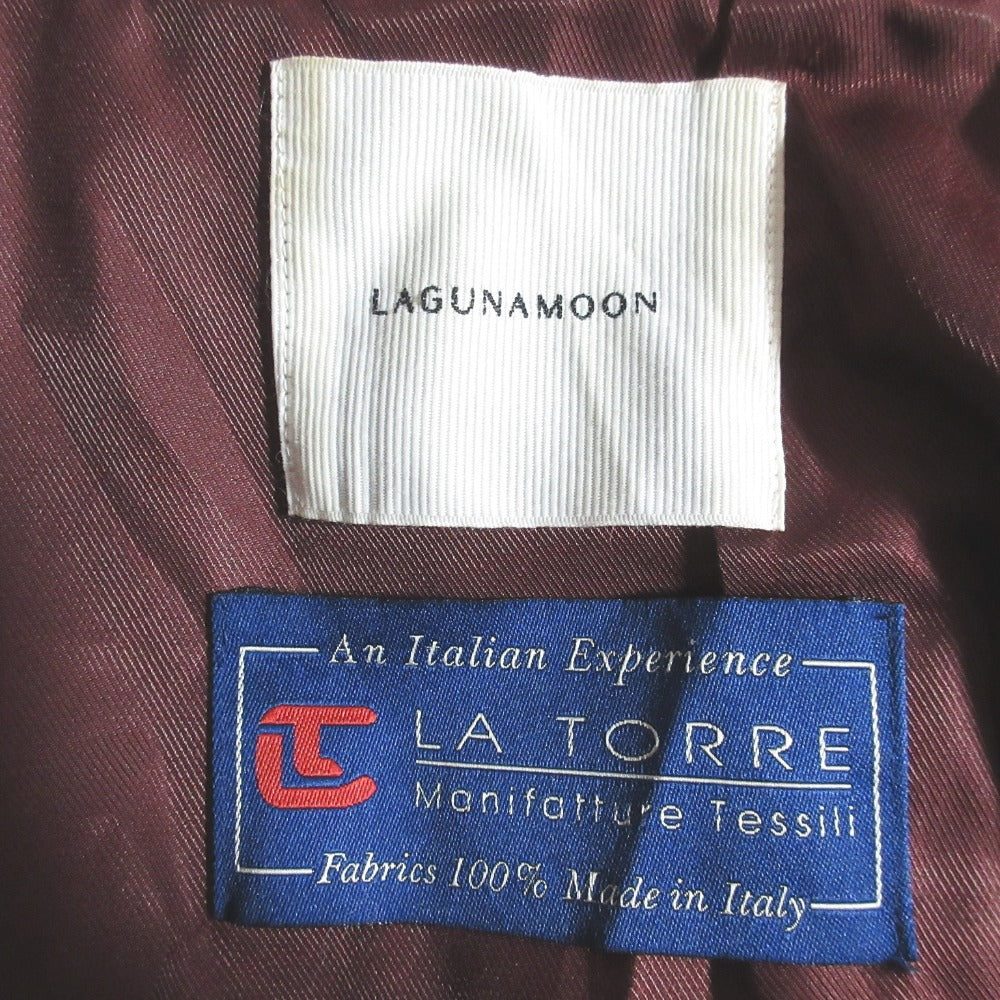 LAGUNAMOON
An Italian Experience
LA TORRE
Manifatture Tessili
Fabrics 100% Made in Italy